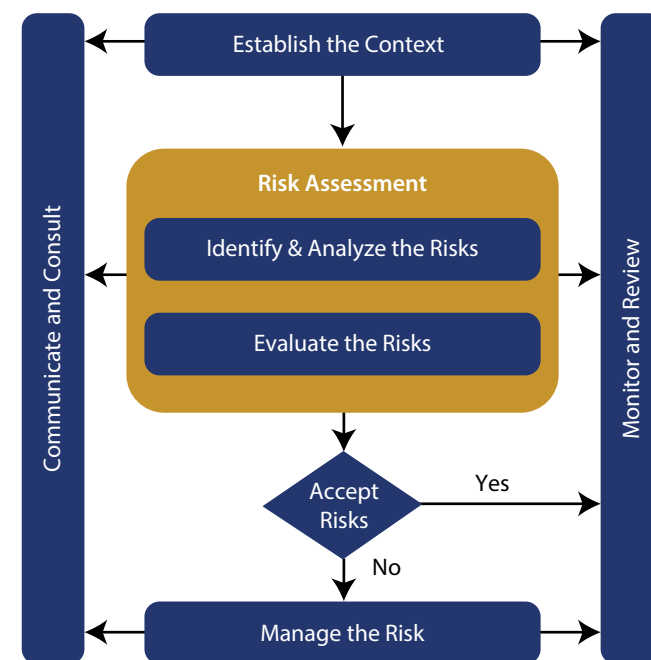 Establish the Context
Communicate and Consult
Monitor and Review
Risk Assessment
Identify & Analyze the Risks
Evaluate the Risks
Accept
Risks
Yes
No
Manage the Risk